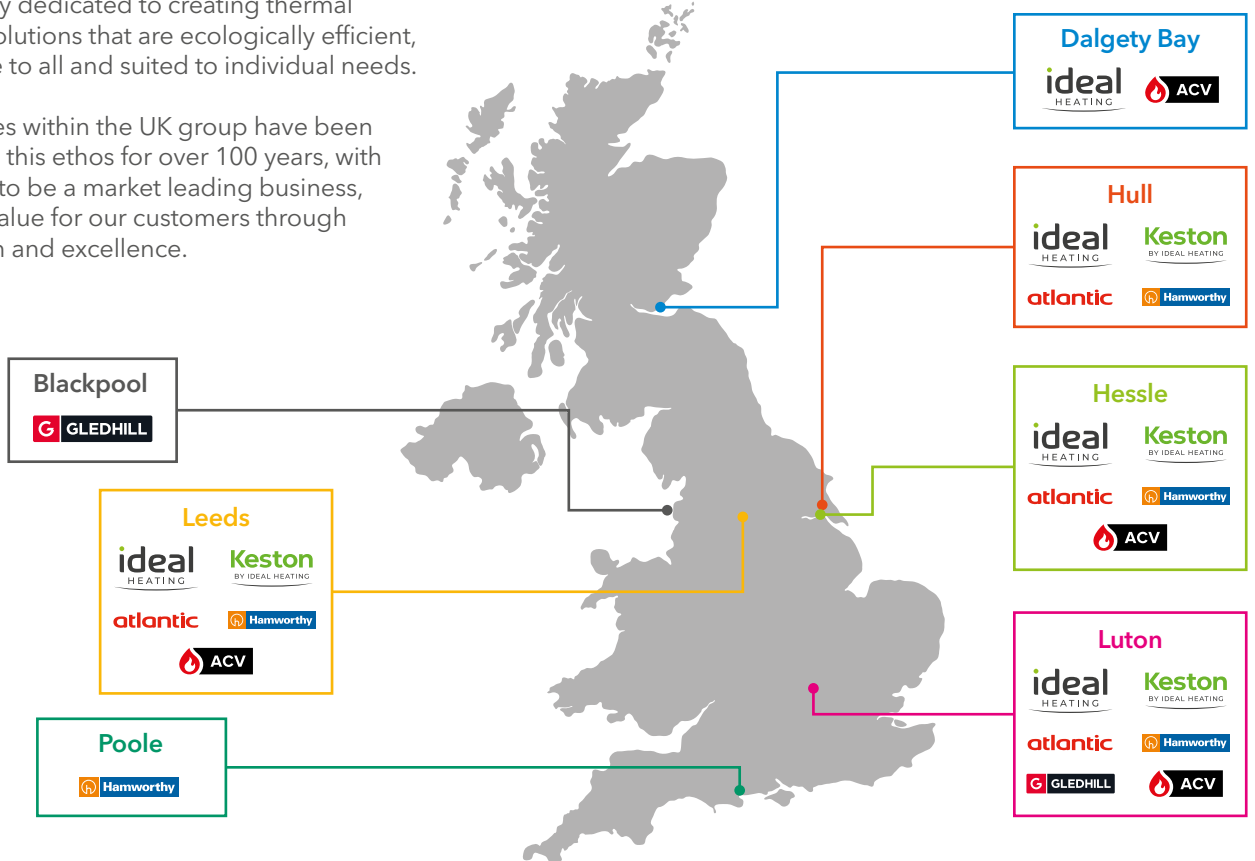 dedicated to creating thermal
that are ecologically efficient,
to all and suited to individual needs.
within the UK group have been
this ethos for over 100 years, with
to be a market leading business,
for our customers through
and excellence.
Dalgety Bay
ideal
HEATING
ACV
Hull
ideal
HEATING
Keston
BY IDEAL HEATING
atlantic
Hamworthy
Blackpool
G GLEDHILL
Hessle
ideal
HEATING
Keston
BY IDEAL HEATING
atlantic
Hamworthy
ACV
Leeds
ideal
HEATING
Keston
BY IDEAL HEATING
atlantic
Hamworthy
ACV
Luton
ideal
HEATING
Keston
BY IDEAL HEATING
atlantic
Hamworthy
G GLEDHILL
ACV
Poole
Hamworthy